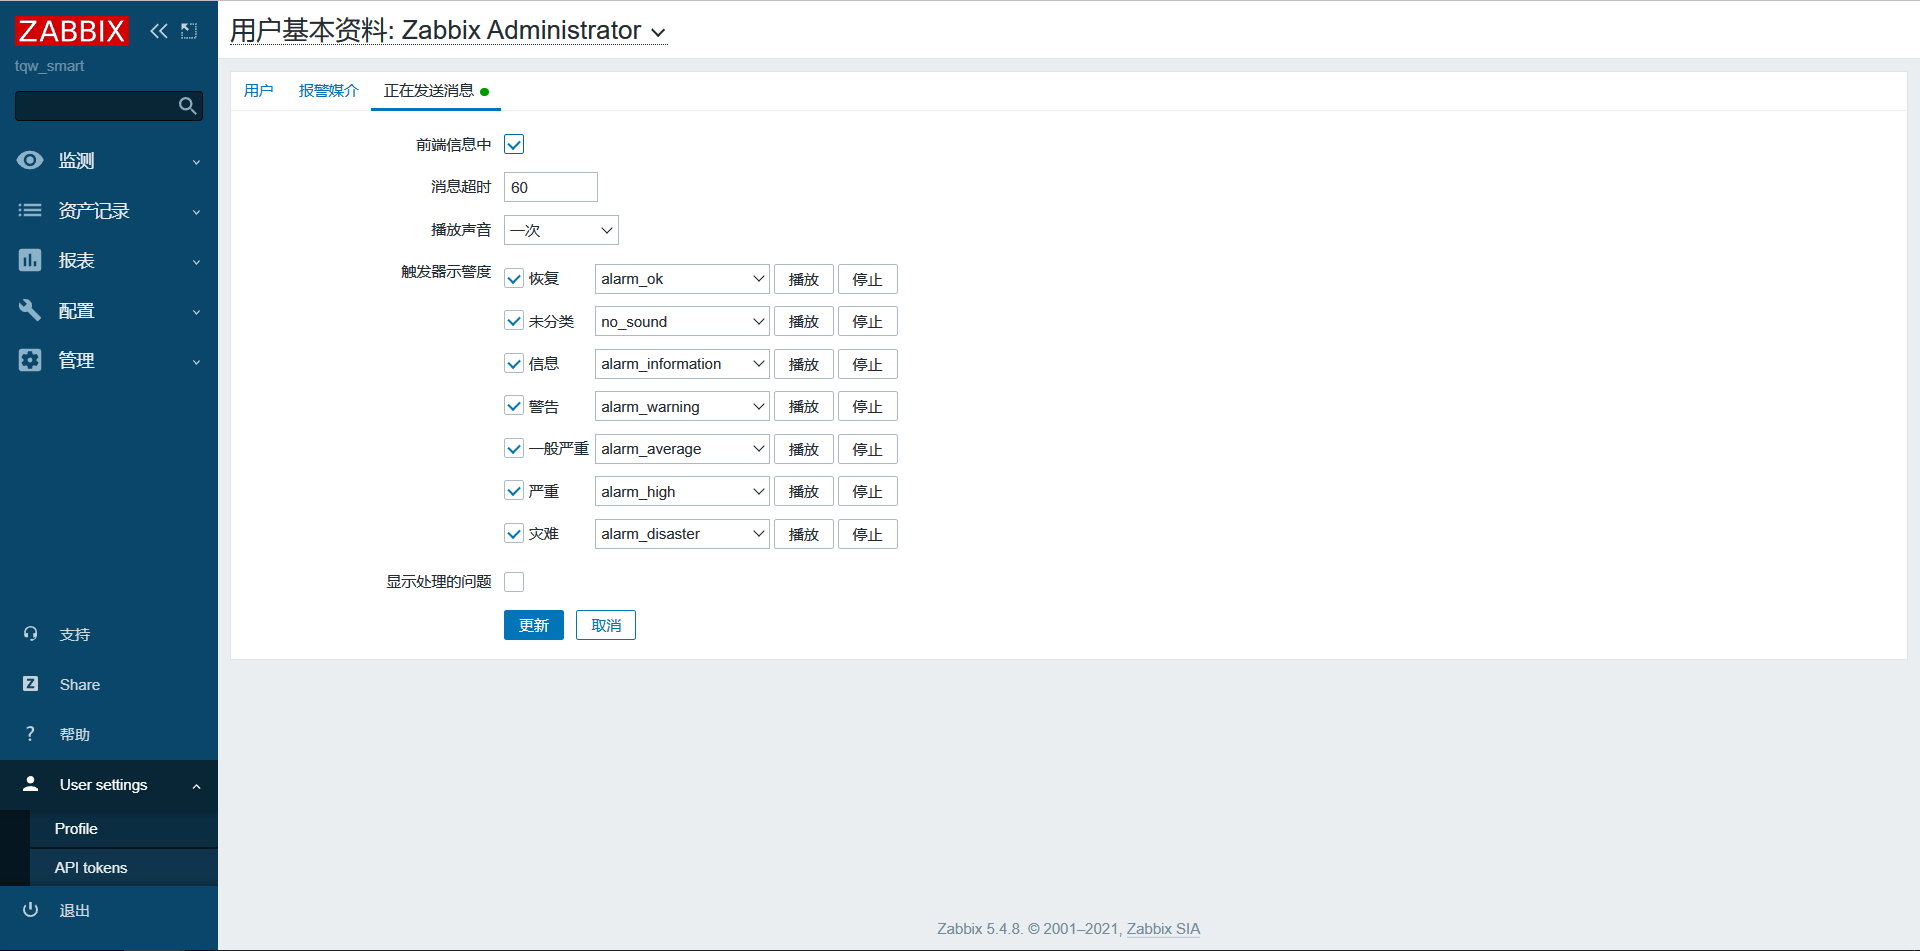 ZABBIX
tqw_smart
监测
资产记录
报表
配置
管理
支持
Share
帮助
User settings
Profile
API tokens
退出
用户基本资料: Zabbix Administrator
用户 报警媒介 正在发送消息
前端信息中
消息超时 60
播放声音 一次
触发器示警度 恢复 alarm_ok 播放 停止
未分类 no_sound 播放 停止
信息 alarm_information 播放 停止
警告 alarm_warning 播放 停止
一般严重 alarm_average 播放 停止
严重 alarm_high 播放 停止
灾难 alarm_disaster 播放 停止
显示处理的问题
更新 取消
Zabbix 5.4.8. © 2001–2021, Zabbix SIA